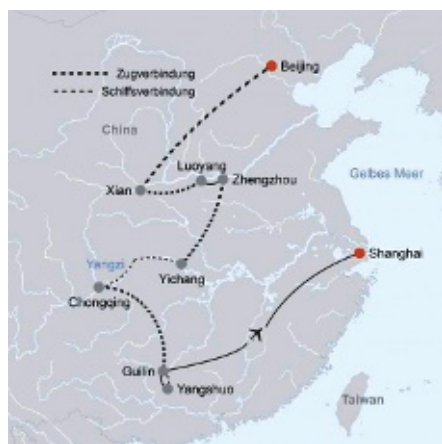 Beijing
Zugverbindung
Schiffsverbindung
China
Luoyang
Zhengzhou
Gelbes Meer
Xian
Shanghai
Yangzi
Yichang
Chongqing
Guilin
Yangshuo
Taiwan